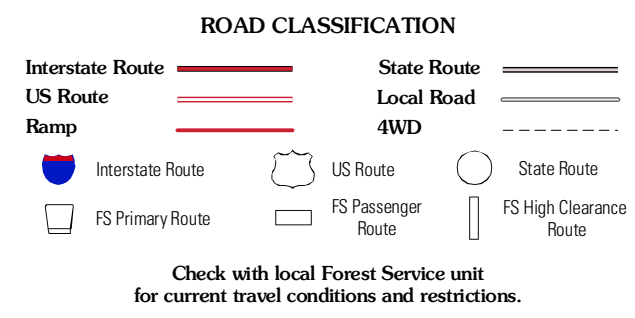 ROAD CLASSIFICATION
Interstate Route
State Route
US Route
Local Road
Ramp
4WD
Interstate Route
US Route
State Route
FS Primary Route
FS Passenger
Route
FS High Clearance
Route
Check with local Forest Service unit
for current travel conditions and restrictions.